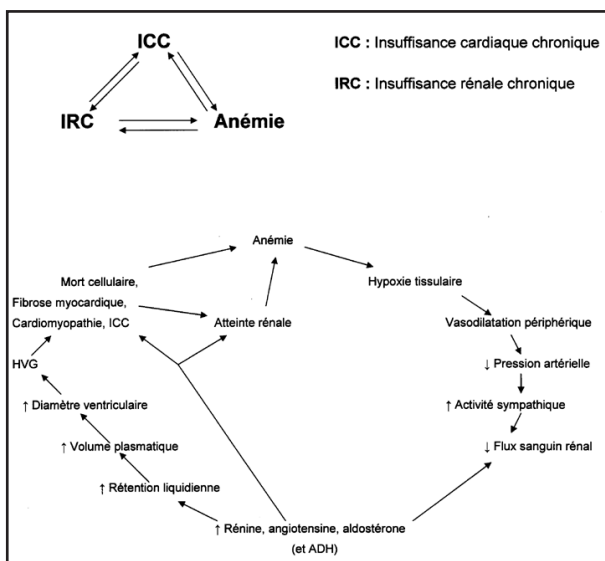 ICC
ICC : Insuffisance cardiaque chronique
IRC : Insuffisance rénale chronique
IRC
Anémie
Anémie
Mort cellulaire,
Fibrose myocardique,
Cardiomyopathie, ICC
Atteinte rénale
Hypoxie tissulaire
Vasodilatation périphérique
HVG
↓ Pression artérielle
↑ Diamètre ventriculaire
↑ Activité sympathique
↑ Volume plasmatique
↓ Flux sanguin rénal
↑ Rétention liquidienne
↑ Rénine, angiotensine, aldostérone
(et ADH)